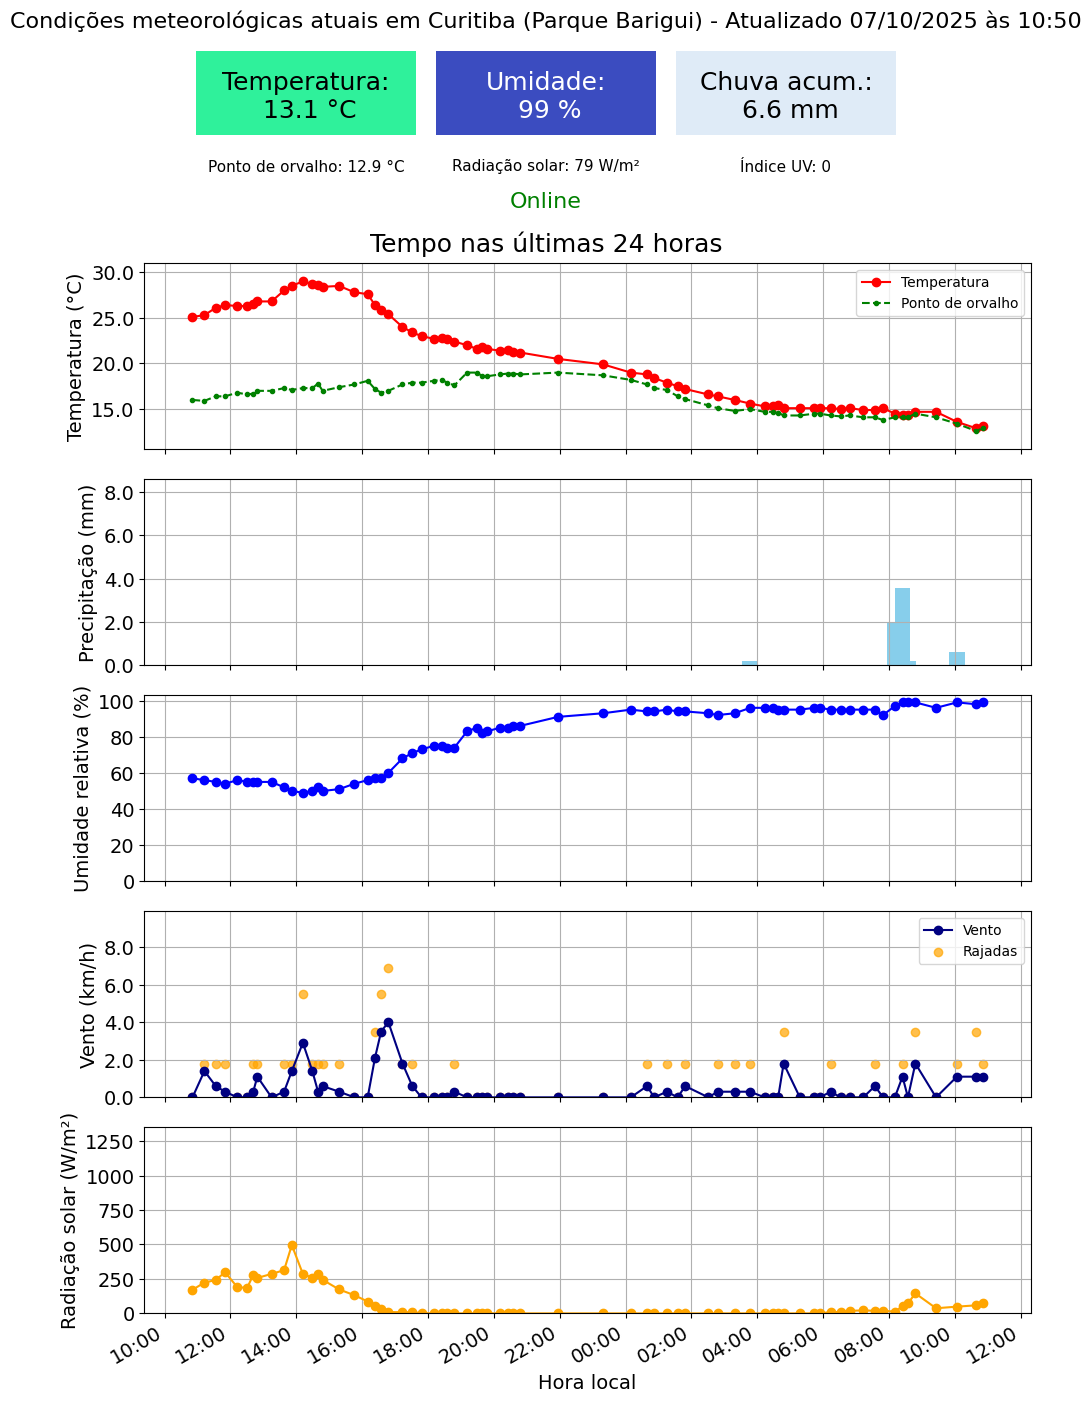 Condições meteorológicas atuais em Curitiba (Parque Barigui) - Atualizado 07/10/2025 às 10:50
Temperatura:
13.1 °C
Umidade:
99 %
Chuva acum.:
6.6 mm
Ponto de orvalho: 12.9 °C
Radiação solar: 79 W/m²
Índice UV: 0
Online
Tempo nas últimas 24 horas
Temperatura (°C)
30.0
25.0
20.0
15.0
Temperatura
Ponto de orvalho
Precipitação (mm)
8.0
6.0
4.0
2.0
0.0
Umidade relativa (%)
100
80
60
40
20
0
Vento (km/h)
8.0
6.0
4.0
2.0
0.0
Vento
Rajadas
Radiação solar (W/m²)
1250
1000
750
500
250
0
10:00
12:00
14:00
16:00
18:00
20:00
22:00
00:00
02:00
04:00
06:00
08:00
10:00
12:00
Hora local